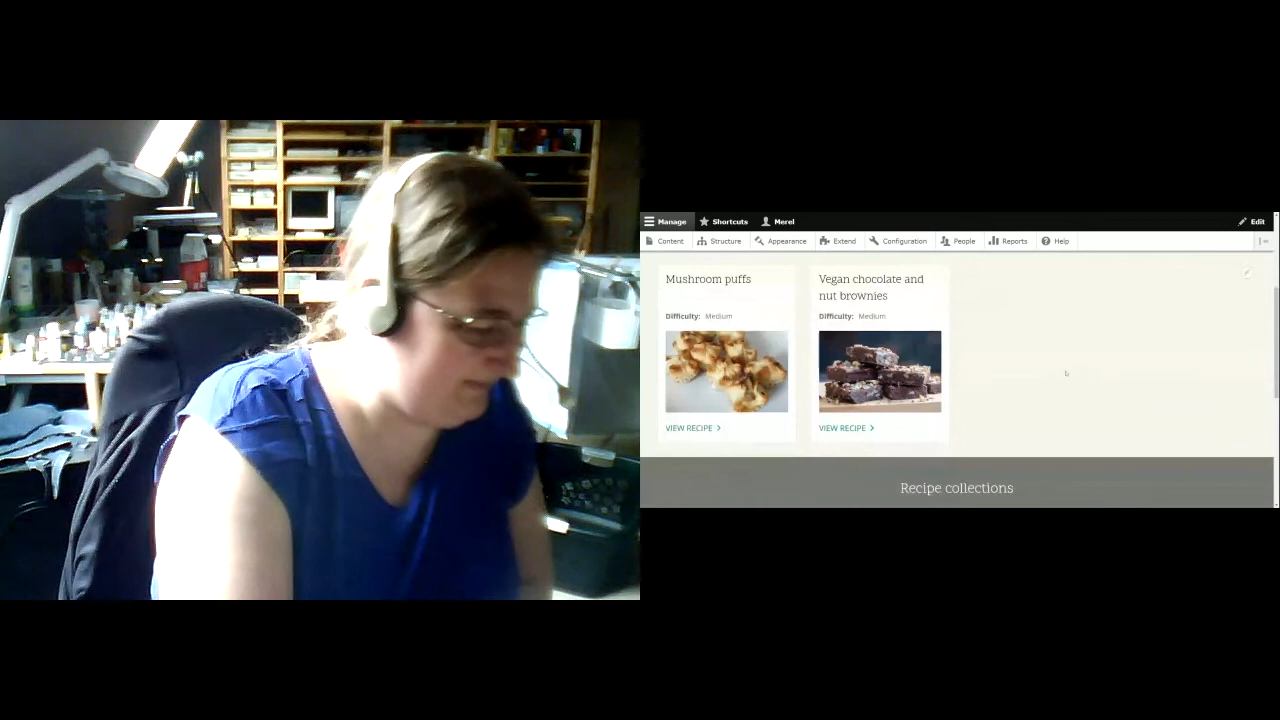 Manage Shortcuts Merel Edit
Content Structure Appearance Extend Configuration People Reports Help
Mushroom puffs
Difficulty: Medium
VIEW RECIPE
Vegan chocolate and
nut brownies
Difficulty: Medium
VIEW RECIPE
Recipe collections